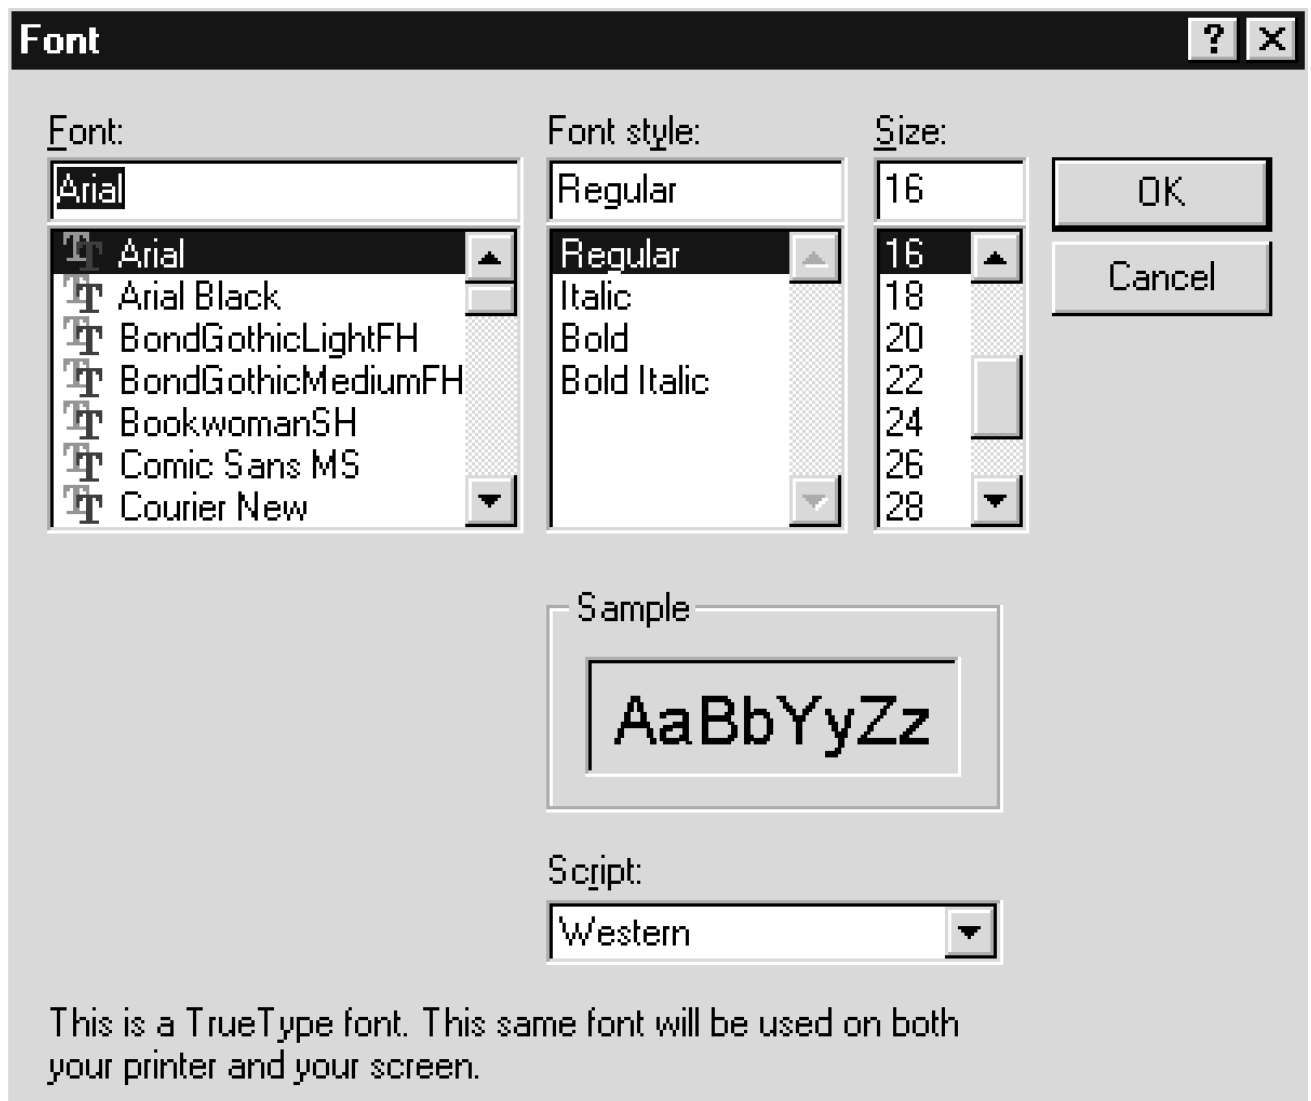 Font
Font:
Arial
Arial
Arial Black
BondGothicLightFH
BondGothicMediumFH
BookwomanSH
Comic Sans MS
Courier New
Font style:
Regular
Regular
Italic
Bold
Bold Italic
Size:
16
16
18
20
22
24
26
28
OK
Cancel
Sample
AaBbYyZz
Script:
Western
This is a TrueType font. This same font will be used on both
your printer and your screen.